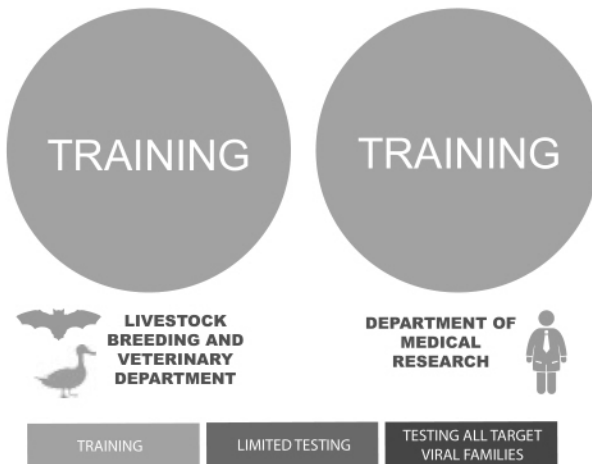 TRAINING
TRAINING
LIVESTOCK
BREEDING AND
VETERINARY
DEPARTMENT
DEPARTMENT OF
MEDICAL
RESEARCH
TRAINING
LIMITED TESTING
TESTING ALL TARGET
VIRAL FAMILIES